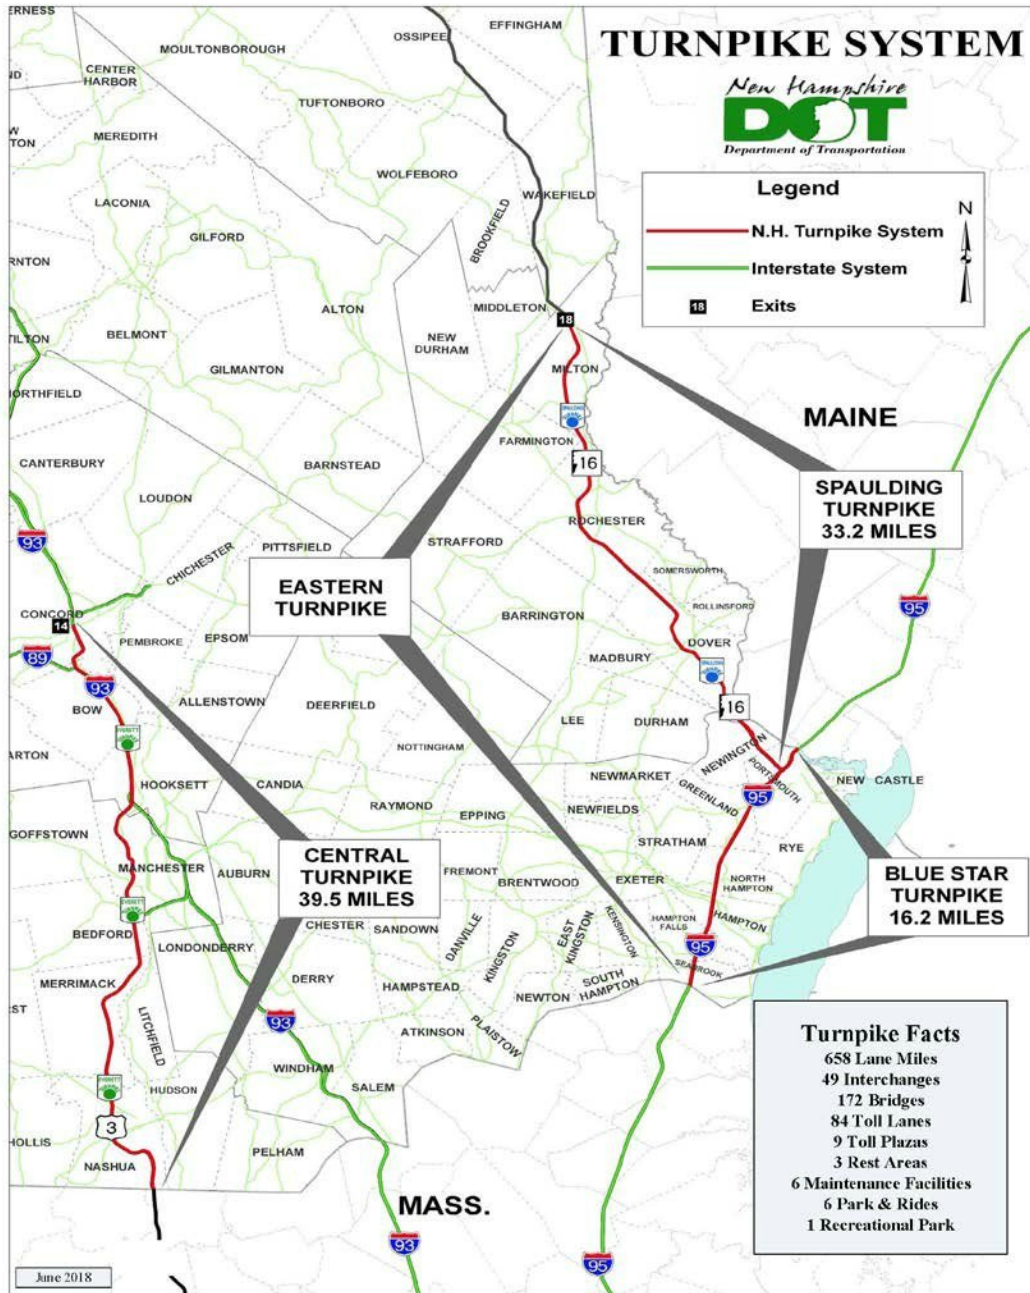 TURNPIKE SYSTEM
New Hampshire
DOT
Department of Transportation
Legend
N.H. Turnpike System
Interstate System
18 Exits
N
OSSIPEE
EFFINGHAM
MOULTONBOROUGH
CENTER
HARBOR
TUFTONBORO
MEREDITH
WOLFEBORO
WAKEFIELD
BROOKFIELD
LACONIA
GILFORD
MIDDLETON
18
ALTON
NEW
DURHAM
BELMONT
GILMANTON
MILTON
MAINE
FARMINGTON
16
CANTERBURY
BARNSTEAD
LOUDON
SPAULDING
TURNPIKE
33.2 MILES
ROCHESTER
93
PITTSFIELD
STRAFFORD
CHICHESTER
SOMERSWORTH
EASTERN
TURNPIKE
ROLLINSFORD
95
CONCORD
14
BARRINGTON
PEMBROKE
EPSOM
DOVER
89
MADBURY
93
BOW
ALLENSTOWN
DEERFIELD
16
LEE
DURHAM
EVERETT
NOTTINGHAM
NEWINGTON
PORTSMOUTH
HOOKSETT
CANDIA
NEWMARKET
NEW CASTLE
GREENLAND
95
RAYMOND
NEWFIELDS
EPPING
GOFFSTOWN
STRATHAM
RYE
MANCHESTER
AUBURN
CENTRAL
TURNPIKE
39.5 MILES
FREMONT
BRENTWOOD
EXETER
NORTH
HAMPTON
BLUE STAR
TURNPIKE
16.2 MILES
EVERETT
BEDFORD
CHESTER
SANDOWN
DANVILLE
KINGSTON
EAST
KINGSTON
KENSINGTON
HAMPTON
FALLS
HAMPTON
95
LONDONDERRY
SEABROOK
MERRIMACK
DERRY
HAMPSTEAD
NEWTON
SOUTH
HAMPTON
LITCHFIELD
93
ATKINSON
PLAISTOW
WINDHAM
SALEM
EVERETT
HUDSON
3
HOLLIS
NASHUA
PELHAM
MASS.
93
95
Turnpike Facts
658 Lane Miles
49 Interchanges
172 Bridges
84 Toll Lanes
9 Toll Plazas
3 Rest Areas
6 Maintenance Facilities
6 Park & Rides
1 Recreational Park
June 2018